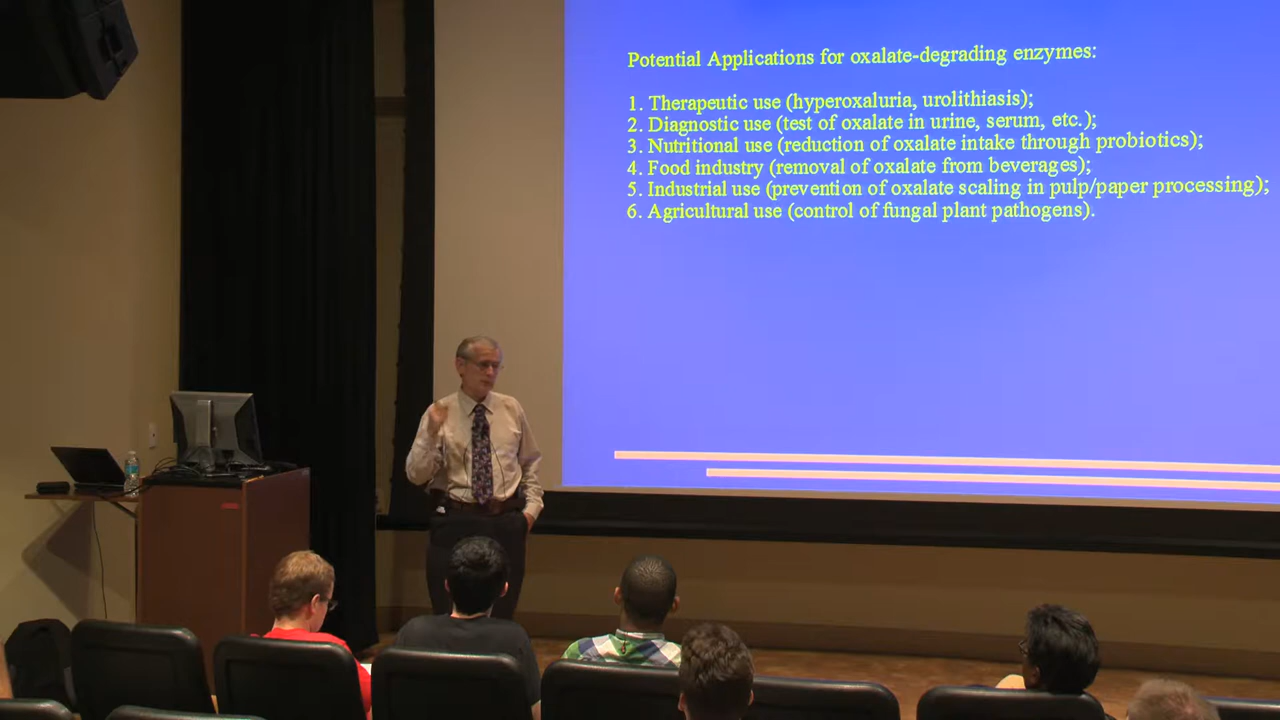 Potential Applications for oxalate-degrading enzymes:
1. Therapeutic use (hyperoxaluria, urolithiasis);
2. Diagnostic use (test of oxalate in urine, serum, etc.);
3. Nutritional use (reduction of oxalate intake through probiotics);
4. Food industry (removal of oxalate from beverages);
5. Industrial use (prevention of oxalate scaling in pulp/paper processing);
6. Agricultural use (control of fungal plant pathogens).